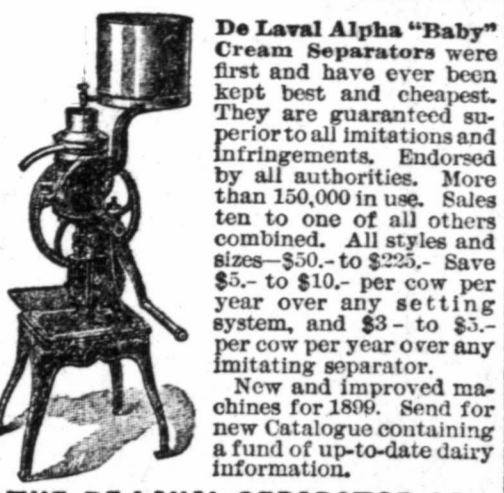 De Laval Alpha "Baby"
Cream Separators were
first and have ever been
kept best and cheapest.
They are guaranteed su-
perior to all imitations and
infringements. Endorsed
by all authorities. More
than 150,000 in use. Sales
ten to one of all others
combined. All styles and
sizes—$50.- to $225.- Save
$5.- to $10.- per cow per
year over any setting
system, and $3 - to $5.-
per cow per year over any
imitating separator.
New and improved ma-
chines for 1899. Send for
new Catalogue containing
a fund of up-to-date dairy
information.